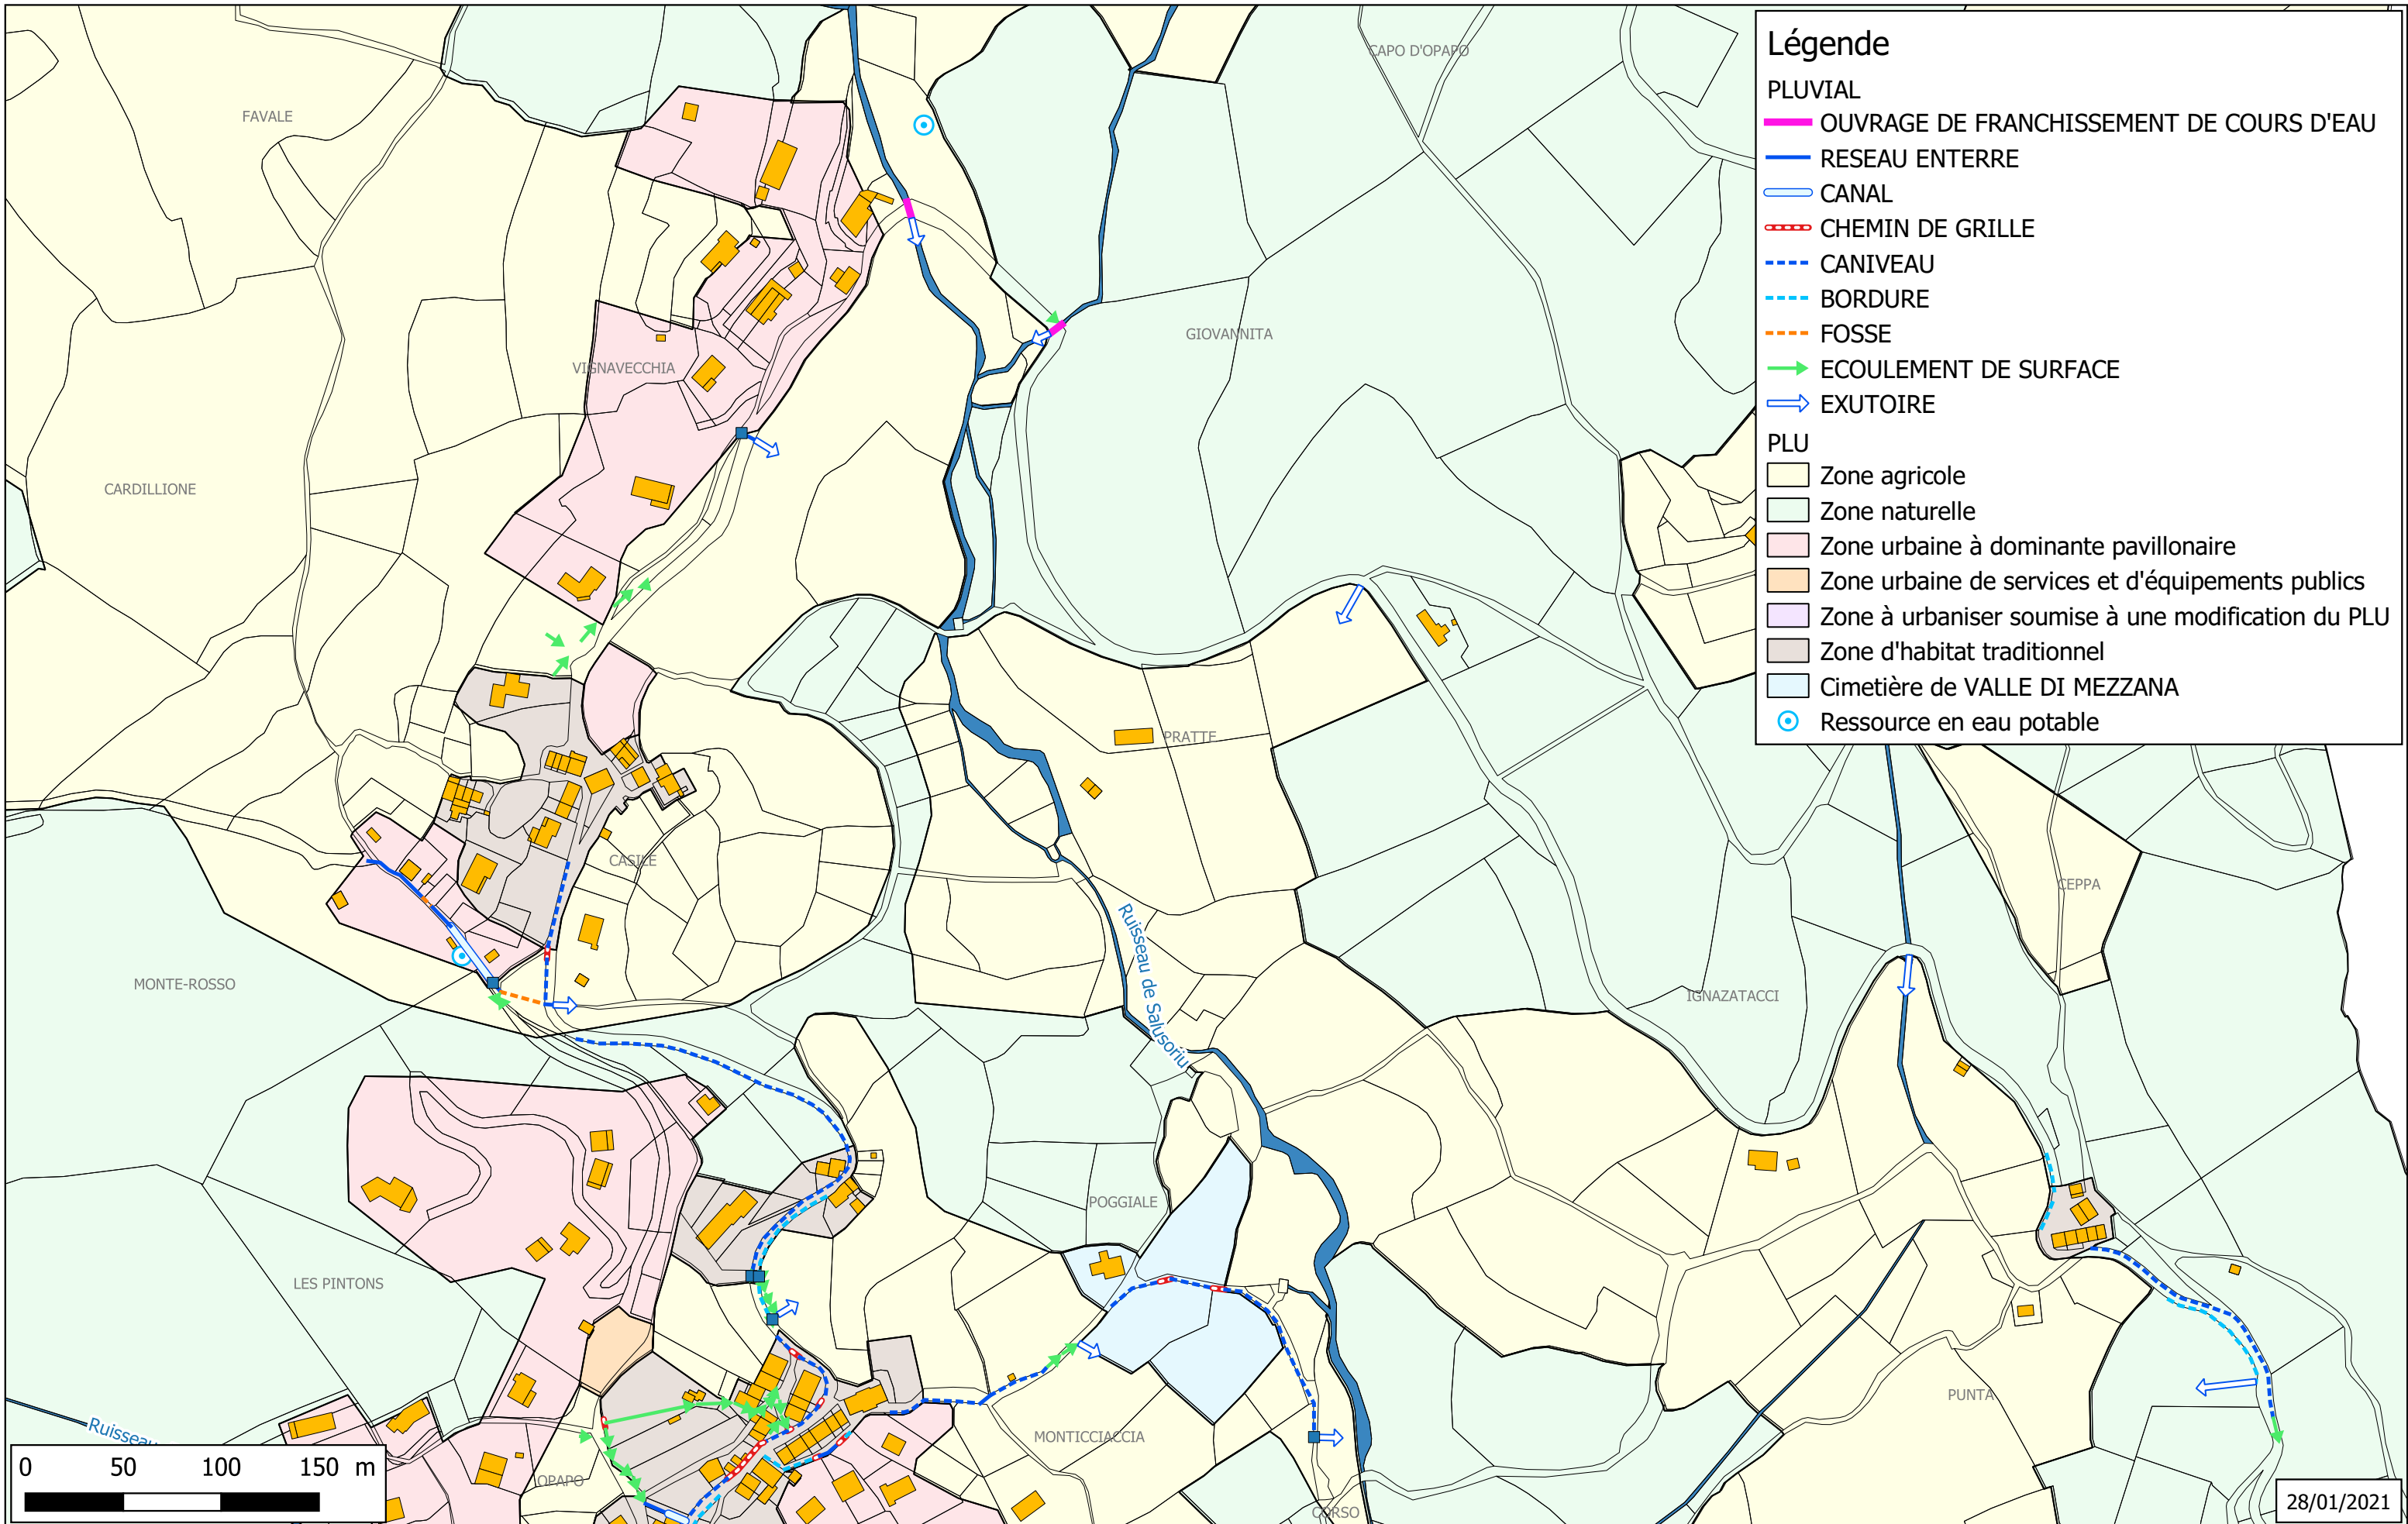 CAPO D'OPAPO
FAVALE
GIOVANNITA
VIGNAVECCHIA
CARDILLIONE
PRATTE
CASILE
CEPPA
MONTE-ROSSO
IGNAZATACCI
Ruisseau de Salusoriu
POGGIALE
LES PINTONS
PUNTA
MONTICCIACCIA
Ruisseau
OPAPO
CORSO
Légende
PLUVIAL
OUVRAGE DE FRANCHISSEMENT DE COURS D'EAU
RESEAU ENTERRE
CANAL
CHEMIN DE GRILLE
CANIVEAU
BORDURE
FOSSE
ECOULEMENT DE SURFACE
EXUTOIRE
PLU
Zone agricole
Zone naturelle
Zone urbaine à dominante pavillonaire
Zone urbaine de services et d'équipements publics
Zone à urbaniser soumise à une modification du PLU
Zone d'habitat traditionnel
Cimetière de VALLE DI MEZZANA
Ressource en eau potable
0 50 100 150 m
28/01/2021